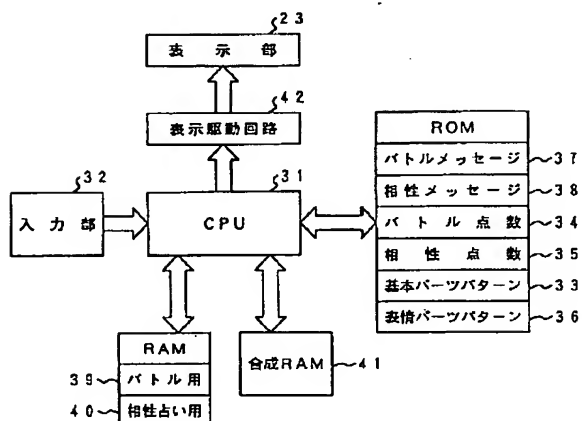 23
表示部
42
表示駆動回路
ROM
バトルメッセージ
37
32
31
相性メッセージ
38
入力部
CPU
バトル点数
34
相性点数
35
基本パーツパターン
33
表情パーツパターン
36
RAM
39
バトル用
合成RAM
41
40
相性占い用